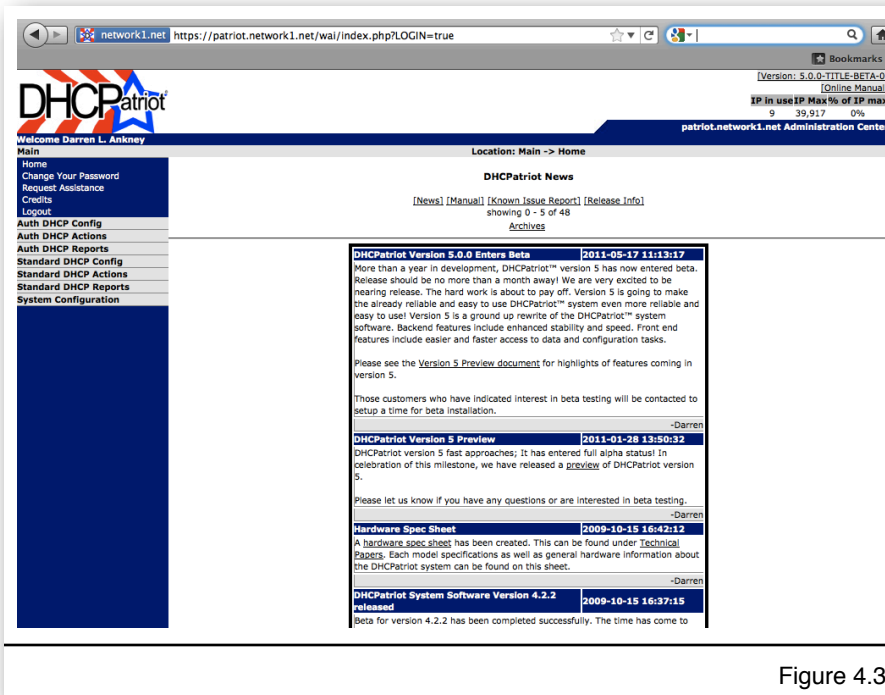 network1.net https://patriot.network1.net/wai/index.php?LOGIN=true
Bookmarks
DHCPatriot
[Version: 5.0.0-TITLE-BETA-0
[Online Manual
IP in use IP Max % of IP max
9 39,917 0%
patriot.network1.net Administration Center
Welcome Darren L. Ankney
Main
Location: Main -> Home
Home
Change Your Password
Request Assistance
Credits
Logout
Auth DHCP Config
Auth DHCP Actions
Auth DHCP Reports
Standard DHCP Config
Standard DHCP Actions
Standard DHCP Reports
System Configuration
DHCPatriot News
[News] [Manual] [Known Issue Report] [Release Info]
showing 0 - 5 of 48
Archives
DHCPatriot Version 5.0.0 Enters Beta 2011-05-17 11:13:17
More than a year in development, DHCPatriot™ version 5 has now entered beta.
Release should be no more than a month away! We are very excited to be
nearing release. The hard work is about to pay off. Version 5 is going to make
the already reliable and easy to use DHCPatriot™ system even more reliable and
easy to use! Version 5 is a ground up rewrite of the DHCPatriot™ system
software. Backend features include enhanced stability and speed. Front end
features include easier and faster access to data and configuration tasks.
Please see the Version 5 Preview document for highlights of features coming in
version 5.
Those customers who have indicated interest in beta testing will be contacted to
setup a time for beta installation.
-Darren
DHCPatriot Version 5 Preview 2011-01-28 13:50:32
DHCPatriot version 5 fast approaches; It has entered full alpha status! In
celebration of this milestone, we have released a preview of DHCPatriot version
5.
Please let us know if you have any questions or are interested in beta testing.
-Darren
Hardware Spec Sheet 2009-10-15 16:42:12
A hardware spec sheet has been created. This can be found under Technical
Papers. Each model specifications as well as general hardware information about
the DHCPatriot system can be found on this sheet.
-Darren
DHCPatriot System Software Version 4.2.2
released 2009-10-15 16:37:15
Beta for version 4.2.2 has been completed successfully. The time has come to
Figure 4.3